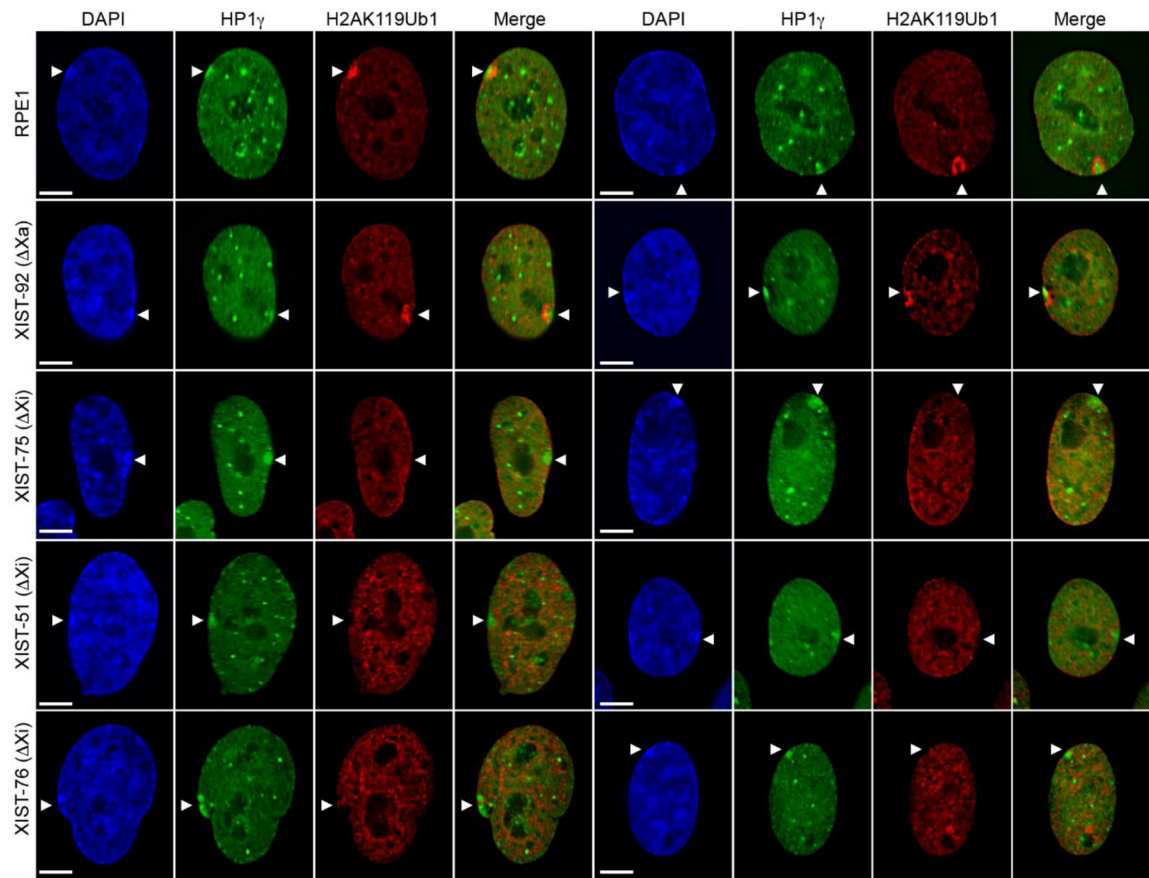 DAPI HP1γ H2AK119Ub1 Merge DAPI HP1γ H2AK119Ub1 Merge
RPE1
XIST-92 (ΔXa)
XIST-75 (ΔXi)
XIST-51 (ΔXi)
XIST-76 (ΔXi)